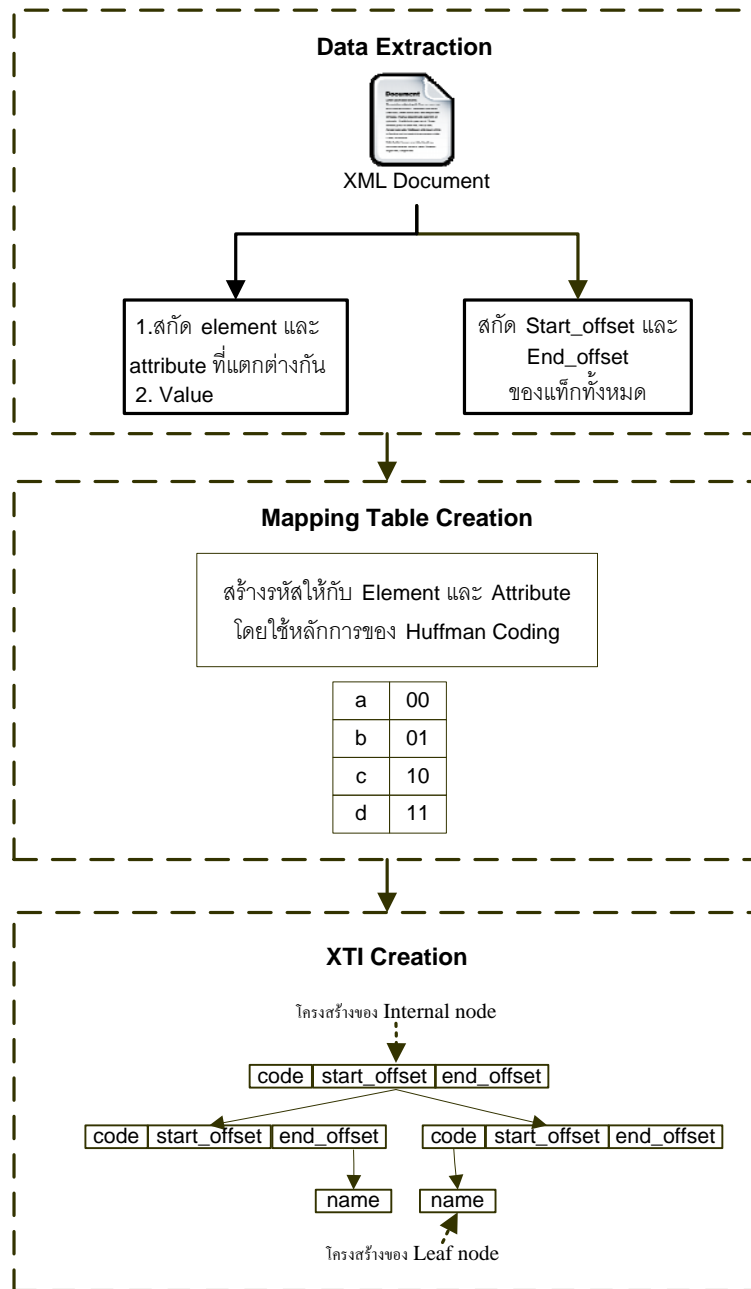 Data Extraction
Document
XML Document
1.สกัด element และ
attribute ที่แตกต่างกัน
2. Value
สกัด Start_offset และ
End_offset
ของแท็กทั้งหมด
Mapping Table Creation
สร้างรหัสให้กับ Element และ Attribute
โดยใช้หลักการของ Huffman Coding
a 00
b 01
c 10
d 11
XTI Creation
โครงสร้างของ Internal node
code start_offset end_offset
code start_offset end_offset code start_offset end_offset
name name
โครงสร้างของ Leaf node